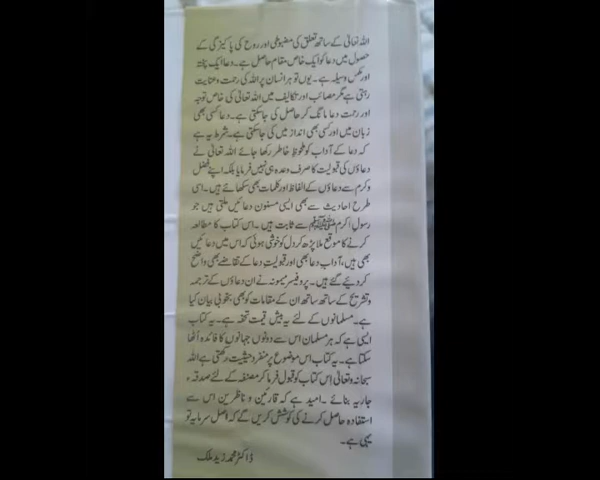 اللہ تعالیٰ کے ساتھ تعلق کی مضبوطی اور روح کی پاکیزگی کے
حصول میں دعا کو ایک خاص مقام حاصل ہے۔ دعا ایک پختہ
اور مکمل وسیلہ ہے۔ یوں تو ہر انسان پر اللہ کی رحمت و عنایت
رہتی ہے مگر مصائب اور تکالیف میں اللہ تعالیٰ کی خاص توجہ
اور رحمت دعا مانگ کر حاصل کی جا سکتی ہے۔ دعا کسی بھی
زبان میں اور کسی بھی انداز میں کی جا سکتی ہے۔ شرط یہ ہے
کہ دعا کے آداب کو ملحوظِ خاطر رکھا جائے اللہ تعالیٰ نے
دعاؤں کی قبولیت کا صرف وعدہ ہی نہیں فرمایا بلکہ اپنے فضل
و کرم سے دعاؤں کے الفاظ اور کلمات بھی سکھائے ہیں۔ اسی
طرح احادیث سے بھی ایسی مسنون دعائیں ملتی ہیں جو
رسولِ اکرم ﷺ سے ثابت ہیں۔ اس کتاب کا مطالعہ
کرنے کا موقع ملا پڑھ کر دل کو خوشی ہوئی کہ اس میں دعائیں
بھی ہیں، آدابِ دعا بھی اور قبولیتِ دعا کے تقاضے بھی واضح
کر دیئے گئے ہیں۔ پروفیسر میمونہ نے ان دعاؤں کے ترجمہ
و تشریح کے ساتھ ساتھ ان کے مقامات کو بھی بخوبی بیان کیا
ہے۔ مسلمانوں کے لئے یہ بیش قیمت تحفہ ہے۔ یہ کتاب
ایسی ہے کہ ہر مسلمان اس سے دونوں جہانوں کا فائدہ اُٹھا
سکتا ہے۔ یہ کتاب اس موضوع پر منفرد حیثیت رکھتی ہے اللہ
سبحانہ و تعالیٰ اِس کتاب کو قبول فرما کر مصنفہ کے لئے صدقہء
جاریہ بنائے۔ امید ہے کہ قارئین و ناظرین اس سے
استفادہ حاصل کرنے کی کوشش کریں گے کہ اصل سرمایہ تو
یہی ہے۔
ڈاکٹر محمد زید ملک